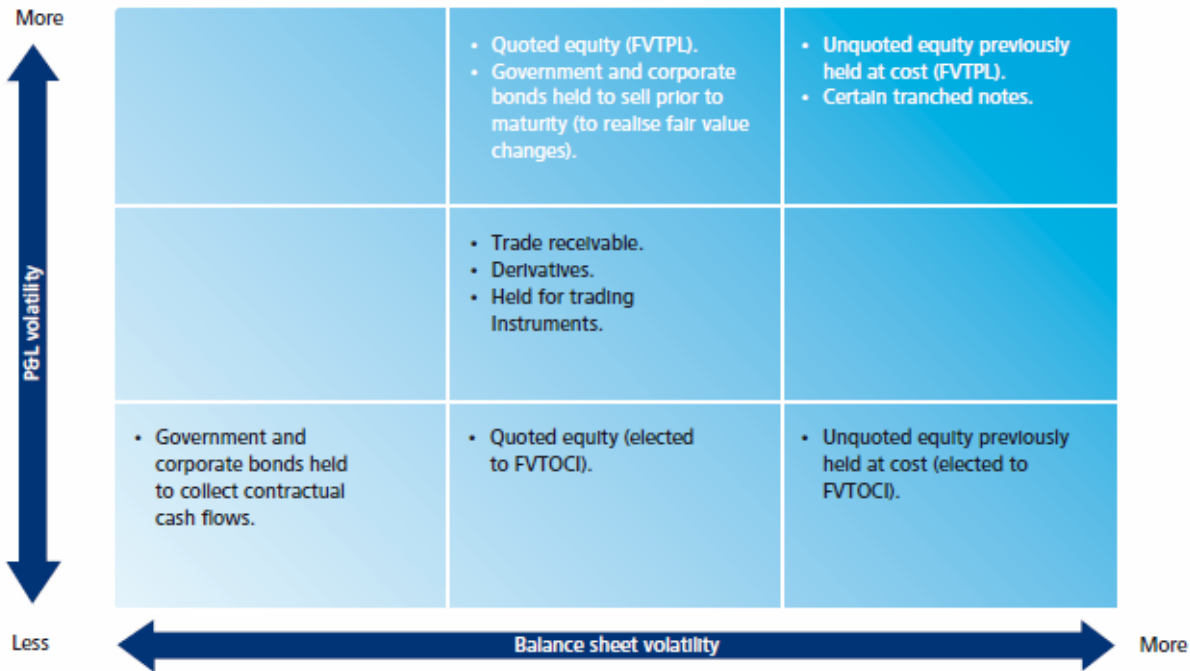 More
• Quoted equity (FVTPL).
• Government and corporate
bonds held to sell prior to
maturity (to realise fair value
changes).
• Unquoted equity previously
held at cost (FVTPL).
• Certain tranched notes.
P&L volatility
• Trade receivable.
• Derivatives.
• Held for trading
Instruments.
• Government and
corporate bonds held
to collect contractual
cash flows.
• Quoted equity (elected
to FVTOCI).
• Unquoted equity previously
held at cost (elected to
FVTOCI).
Less
Balance sheet volatility
More